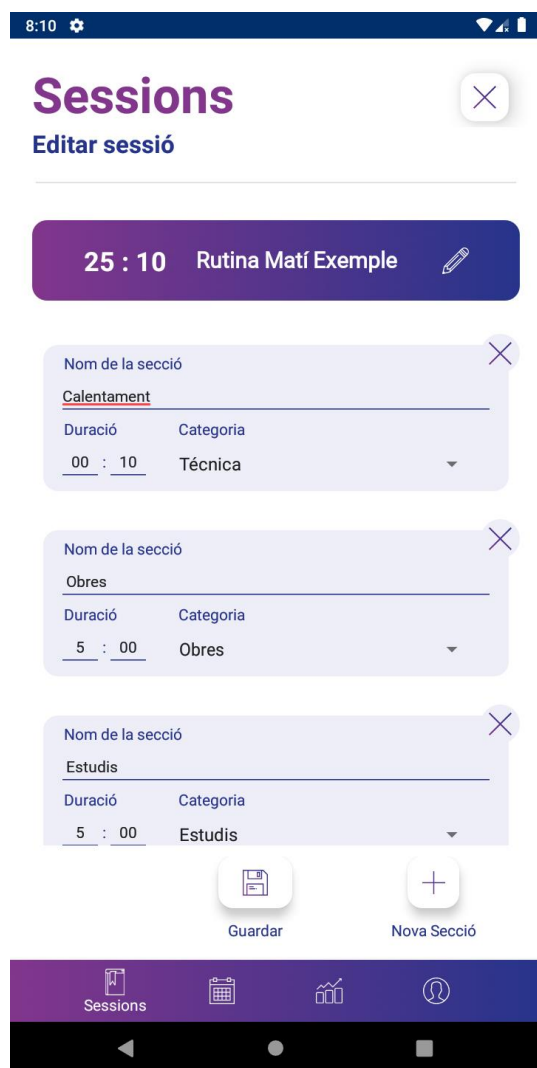 8:10
Sessions
Editar sessió
25 : 10 Rutina Matí Exemple
Nom de la secció
Calentament
Duració Categoria
00 : 10 Técnica
Nom de la secció
Obres
Duració Categoria
5 : 00 Obres
Nom de la secció
Estudis
Duració Categoria
5 : 00 Estudis
Guardar Nova Secció
Sessions